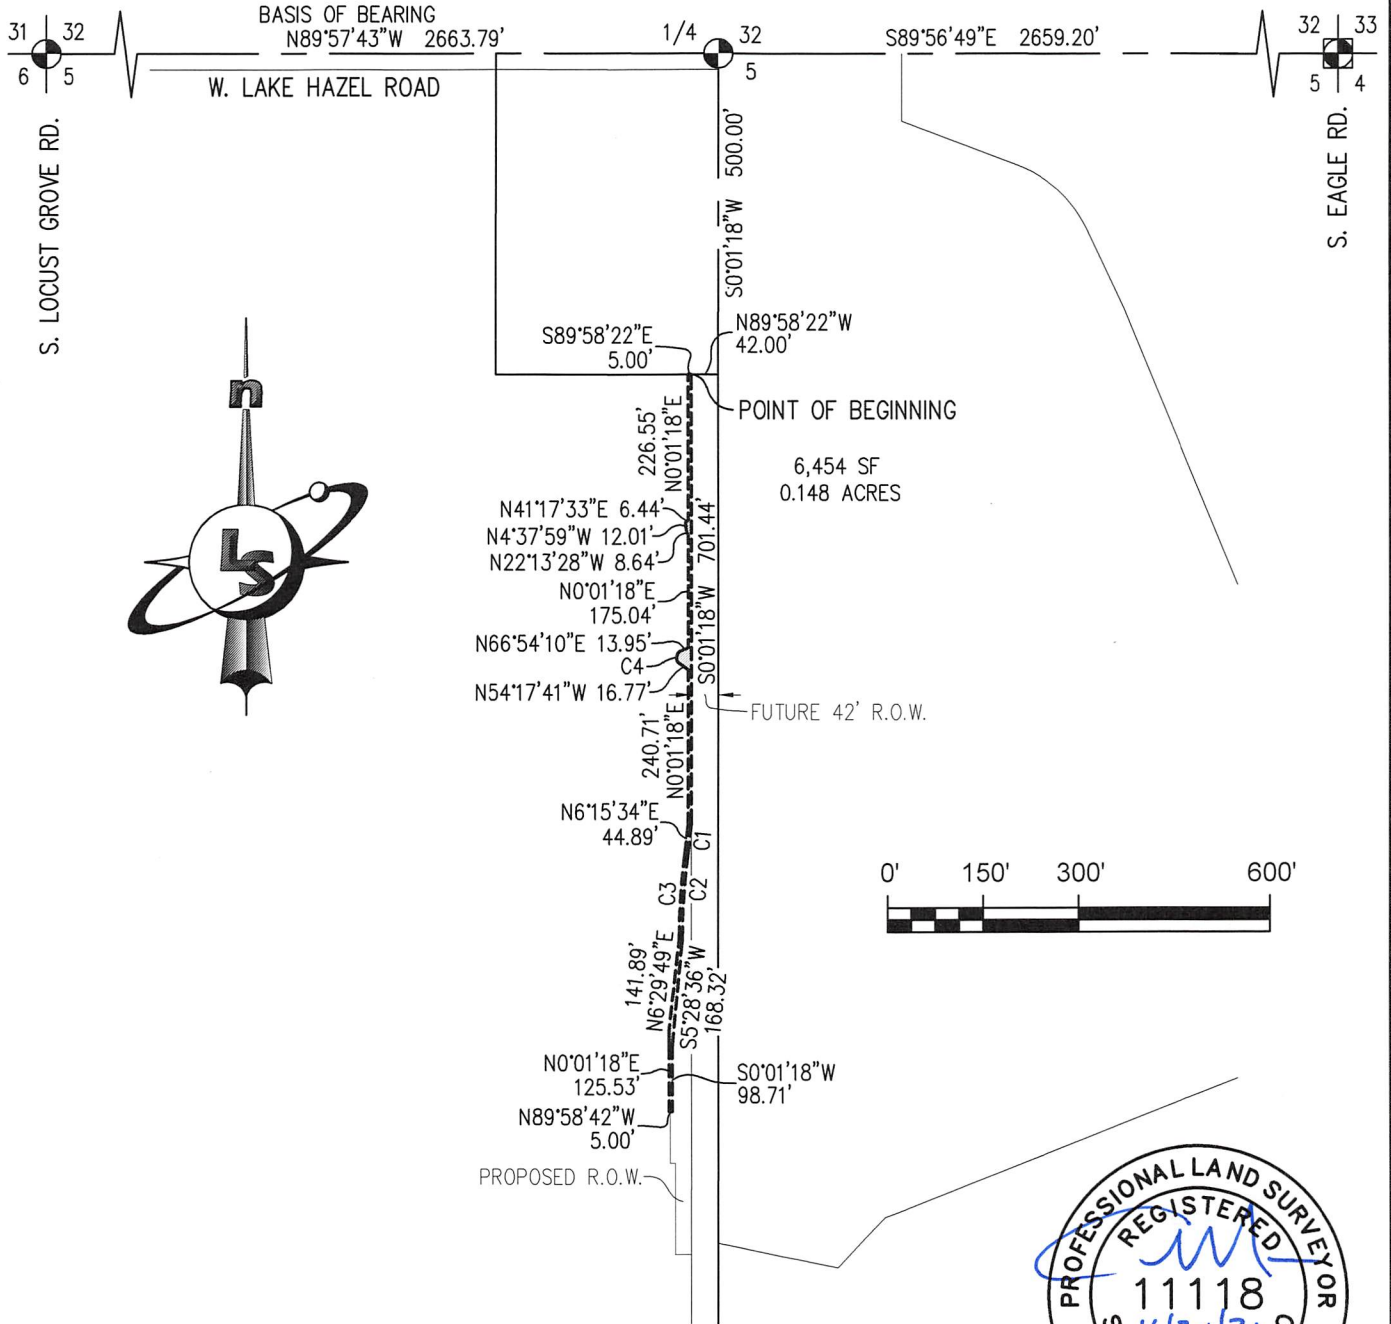 BASIS OF BEARING
N89°57'43"W 2663.79'
31 32
6 5
1/4 32
5
S89°56'49"E 2659.20'
32 33
5 4
W. LAKE HAZEL ROAD
S. LOCUST GROVE RD.
S. EAGLE RD.
500.00'
S0°01'18"W
S89°58'22"E
5.00'
N89°58'22"W
42.00'
POINT OF BEGINNING
6,454 SF
0.148 ACRES
n
LS
226.55'
N0°01'18"E
N41°17'33"E 6.44'
N4°37'59"W 12.01'
N22°13'28"W 8.64'
N0°01'18"E
175.04'
701.44'
S0°01'18"W
N66°54'10"E 13.95'
C4
N54°17'41"W 16.77'
FUTURE 42' R.O.W.
240.71'
N0°01'18"E
N6°15'34"E
44.89'
C1
C3
C2
0' 150' 300' 600'
141.89'
N6°29'49"E
S5°28'36"W
168.32'
N0°01'18"E
125.53'
S0°01'18"W
98.71'
N89°58'42"W
5.00'
PROPOSED R.O.W.
PROFESSIONAL LAND SURVEYOR
REGISTERED
11118